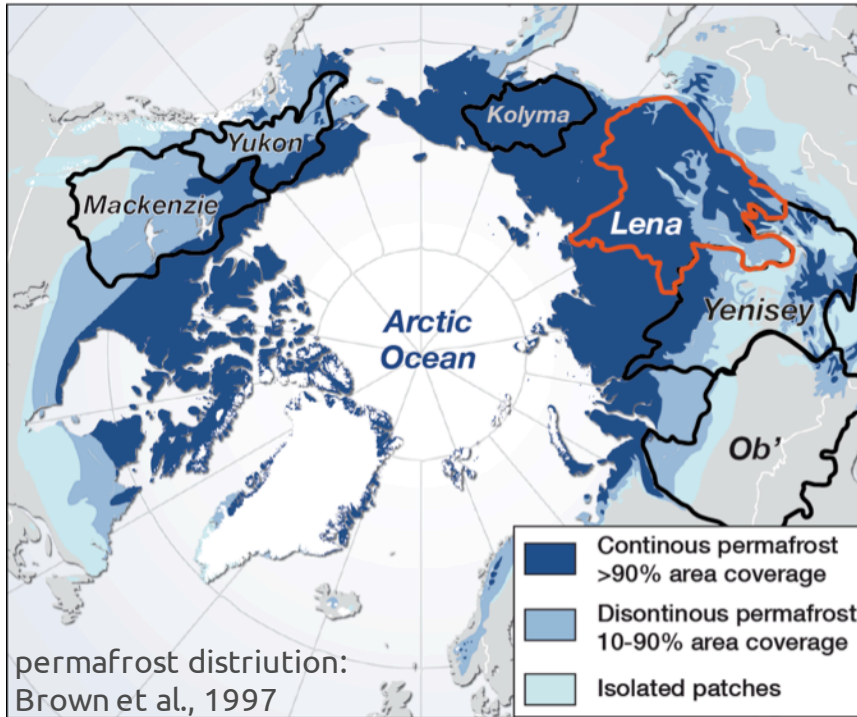 Kolyma
Yukon
Mackenzie
Lena
Yenisey
Arctic
Ocean
Ob'
Continous permafrost
>90% area coverage
Disontinous permafrost
10-90% area coverage
Isolated patches
permafrost distriution:
Brown et al., 1997